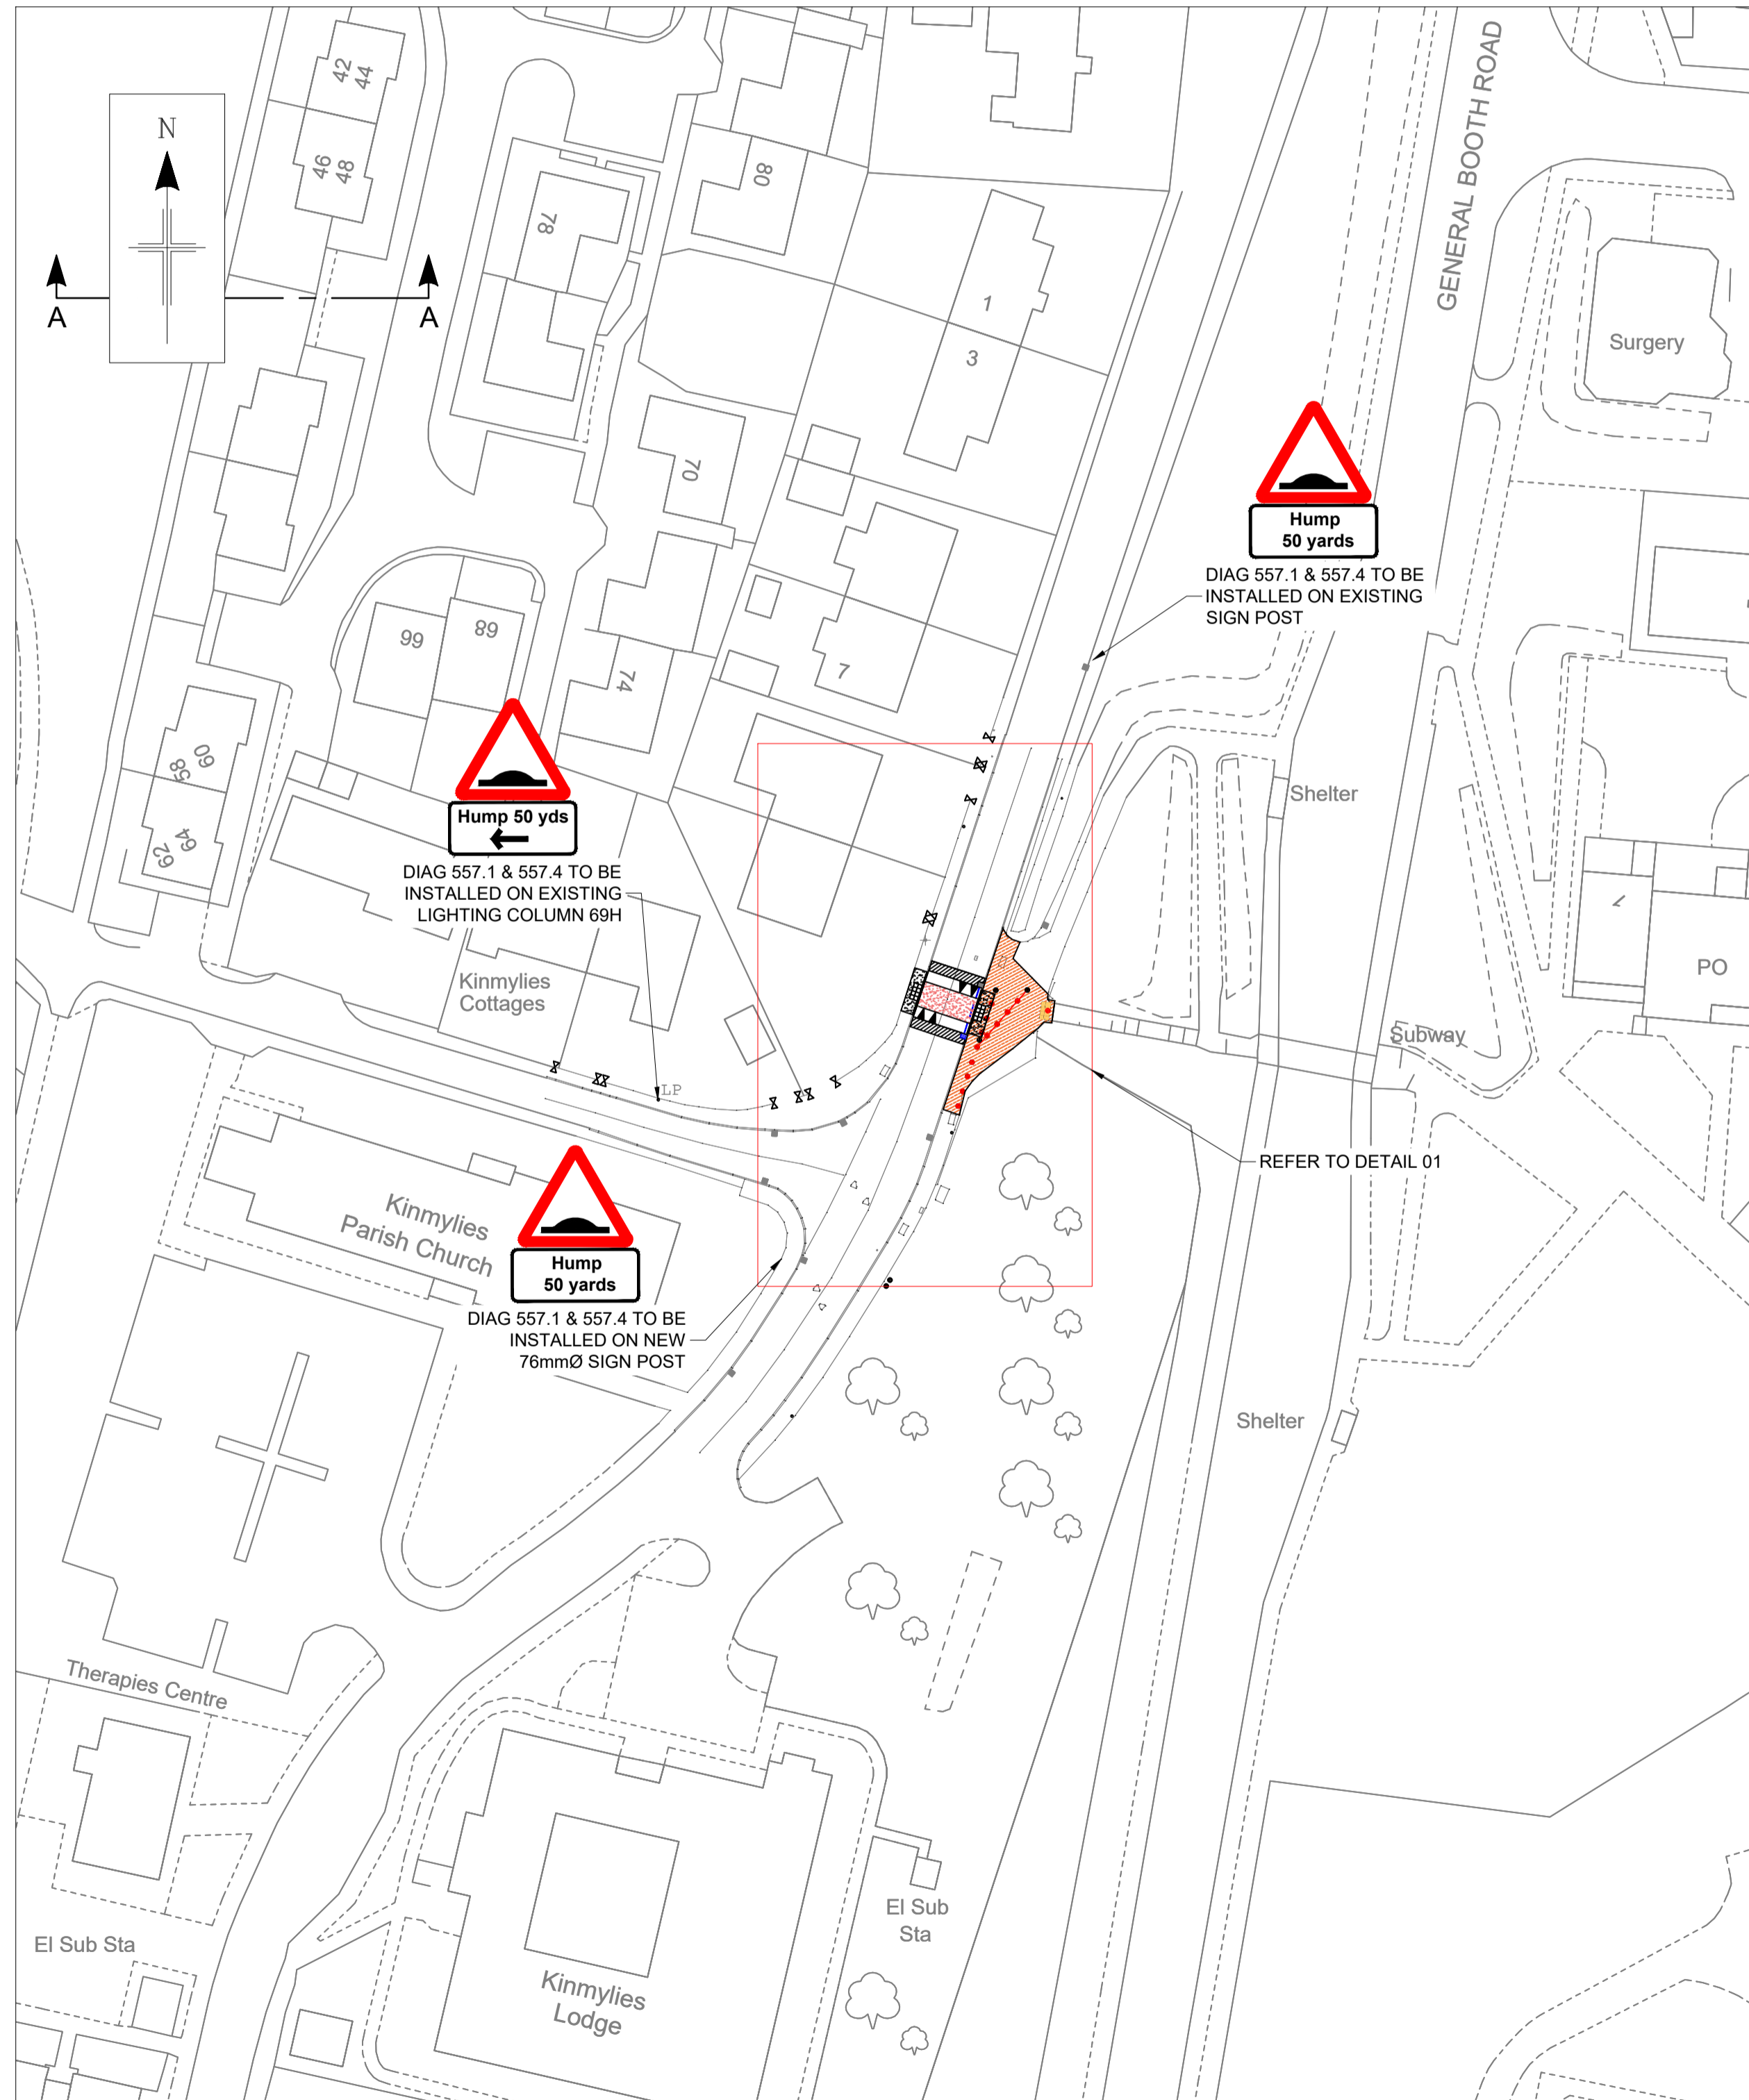 42
44
N
46
48
80
78
GENERAL BOOTH ROAD
A
A
1
Surgery
3
70
Hump
50 yards
DIAG 557.1 & 557.4 TO BE
INSTALLED ON EXISTING
SIGN POST
66
68
74
7
60
58
64
62
Hump 50 yds
DIAG 557.1 & 557.4 TO BE
INSTALLED ON EXISTING
LIGHTING COLUMN 69H
Shelter
7
PO
Kinmylies
Cottages
Subway
LP
REFER TO DETAIL 01
Kinmylies
Parish Church
Hump
50 yards
DIAG 557.1 & 557.4 TO BE
INSTALLED ON NEW
76mmØ SIGN POST
Shelter
Therapies Centre
El Sub
Sta
El Sub Sta
Kinmylies
Lodge